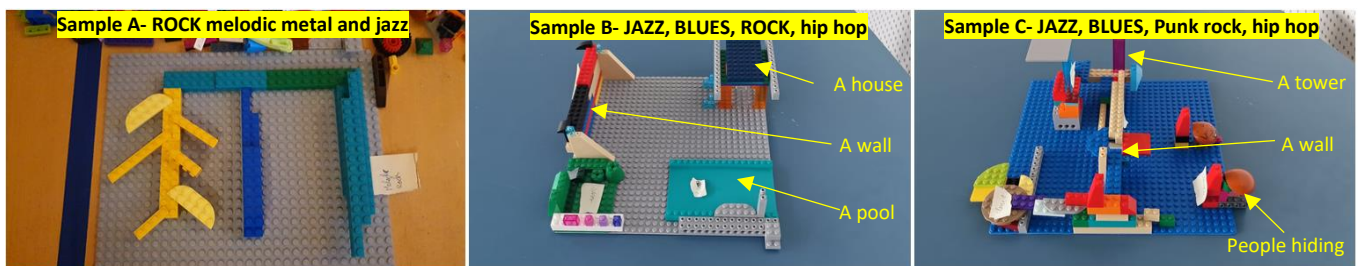 Sample A- ROCK melodic metal and jazz
Sample B- JAZZ, BLUES, ROCK, hip hop
A house
A wall
A pool
Sample C- JAZZ, BLUES, Punk rock, hip hop
A tower
A wall
People hiding